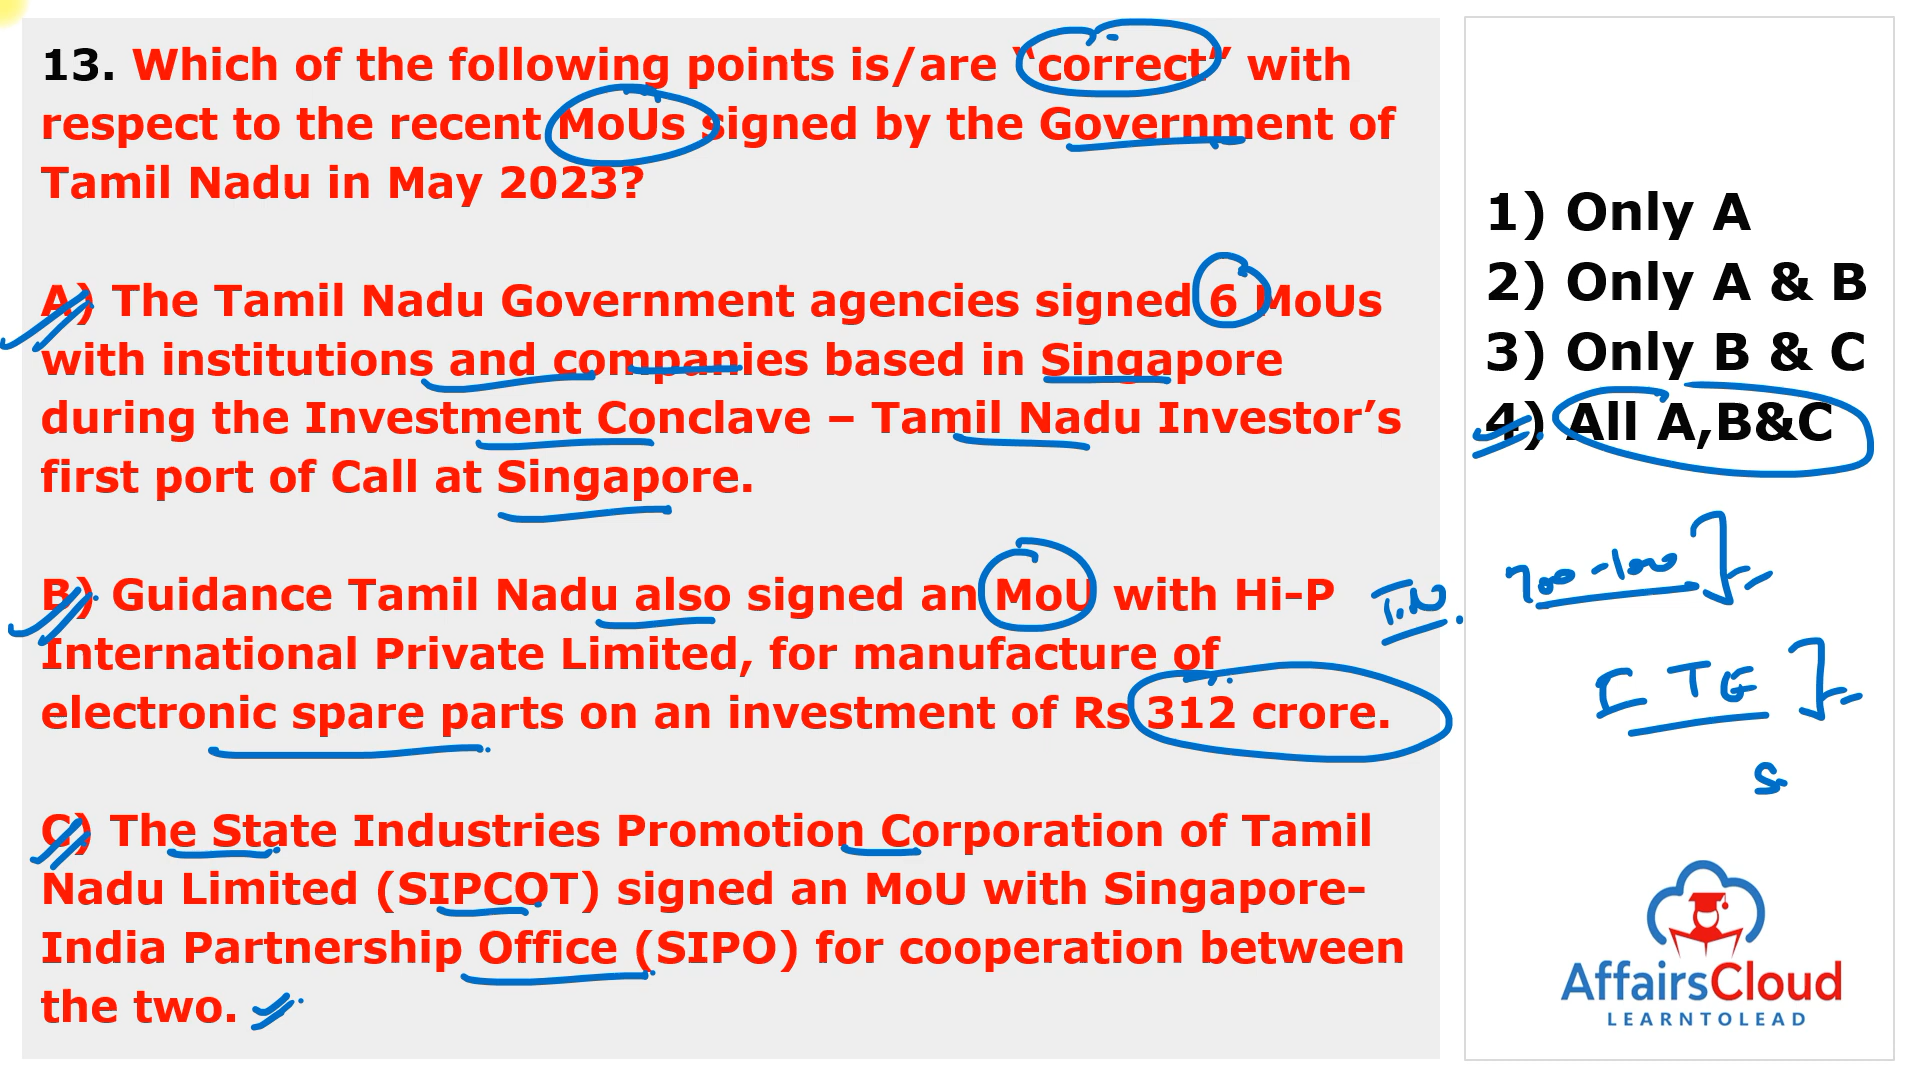 13. Which of the following points is/are “correct” with
respect to the recent MoUs signed by the Government of
Tamil Nadu in May 2023?
A) The Tamil Nadu Government agencies signed 6 MoUs
with institutions and companies based in Singapore
during the Investment Conclave – Tamil Nadu Investor’s
first port of Call at Singapore.
B) Guidance Tamil Nadu also signed an MoU with Hi-P
International Private Limited, for manufacture of
electronic spare parts on an investment of Rs 312 crore.
C) The State Industries Promotion Corporation of Tamil
Nadu Limited (SIPCOT) signed an MoU with Singapore-
India Partnership Office (SIPO) for cooperation between
the two.
T.N.
1) Only A
2) Only A & B
3) Only B & C
4) All A,B&C
I T E
S
AffairsCloud
LEARNTOLEAD